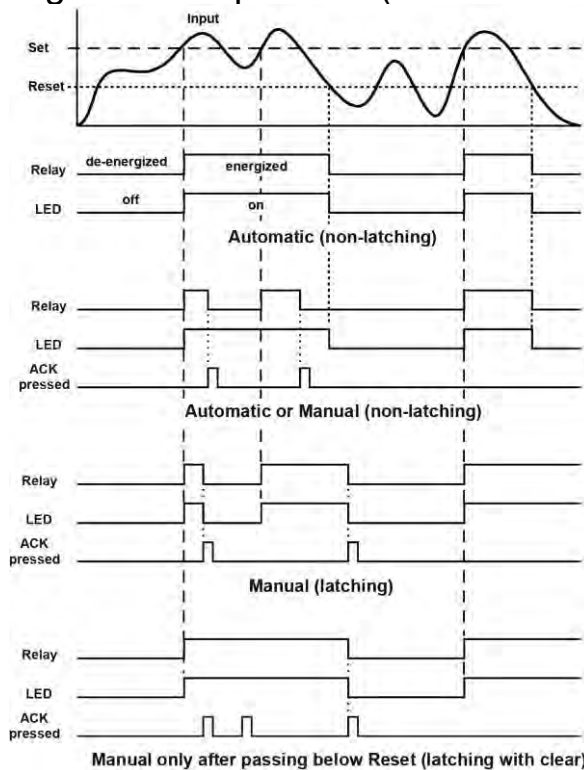 Input
Set
Reset
de-energized
energized
Relay
LED
off
on
Automatic (non-latching)
Relay
LED
ACK
pressed
Automatic or Manual (non-latching)
Relay
LED
ACK
pressed
Manual (latching)
Relay
LED
ACK
pressed
Manual only after passing below Reset (latching with clear)